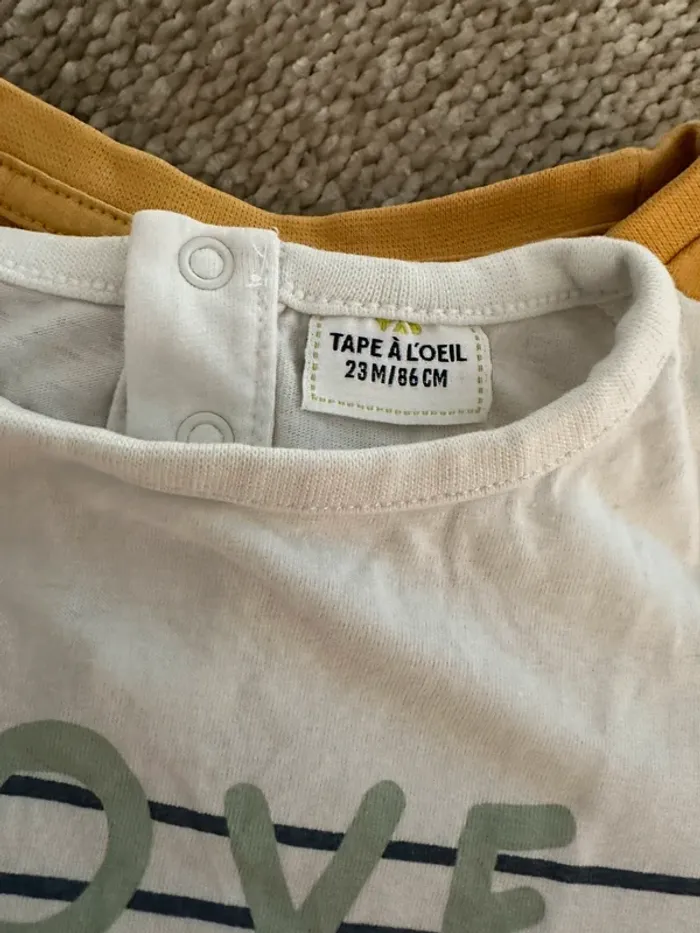 TAPE À L'OEIL
23 M/86 CM
OVE